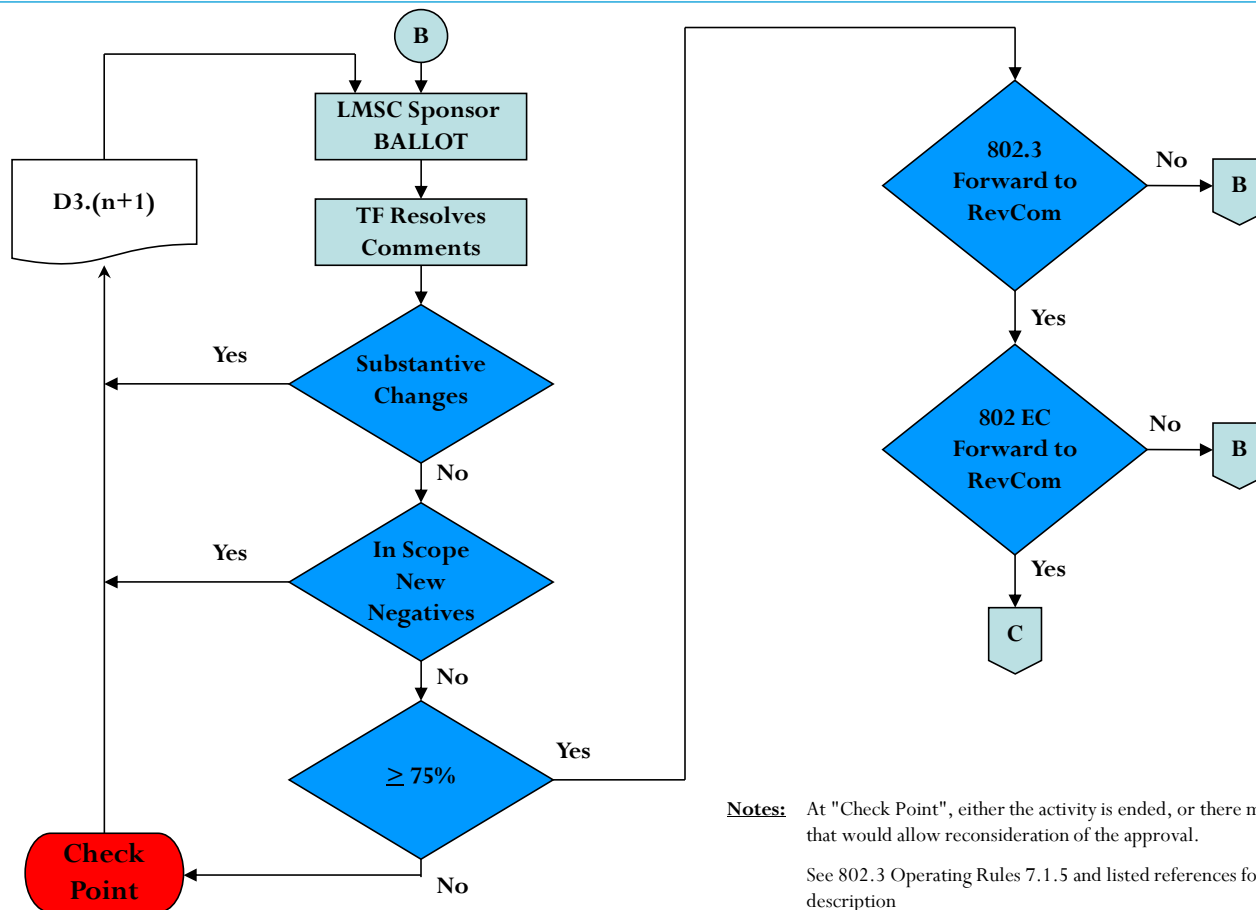 B
LMSC Sponsor
BALLOT
D3.(n+1)
TF Resolves
Comments
Yes
Substantive
Changes
No
Yes
In Scope
New
Negatives
No
≥ 75%
Yes
No
Check
Point
802.3
Forward to
RevCom
No
B
Yes
802 EC
Forward to
RevCom
No
B
Yes
C
Notes: At "Check Point", either the activity is ended, or there
that would allow reconsideration of the approval.
See 802.3 Operating Rules 7.1.5 and listed references
description